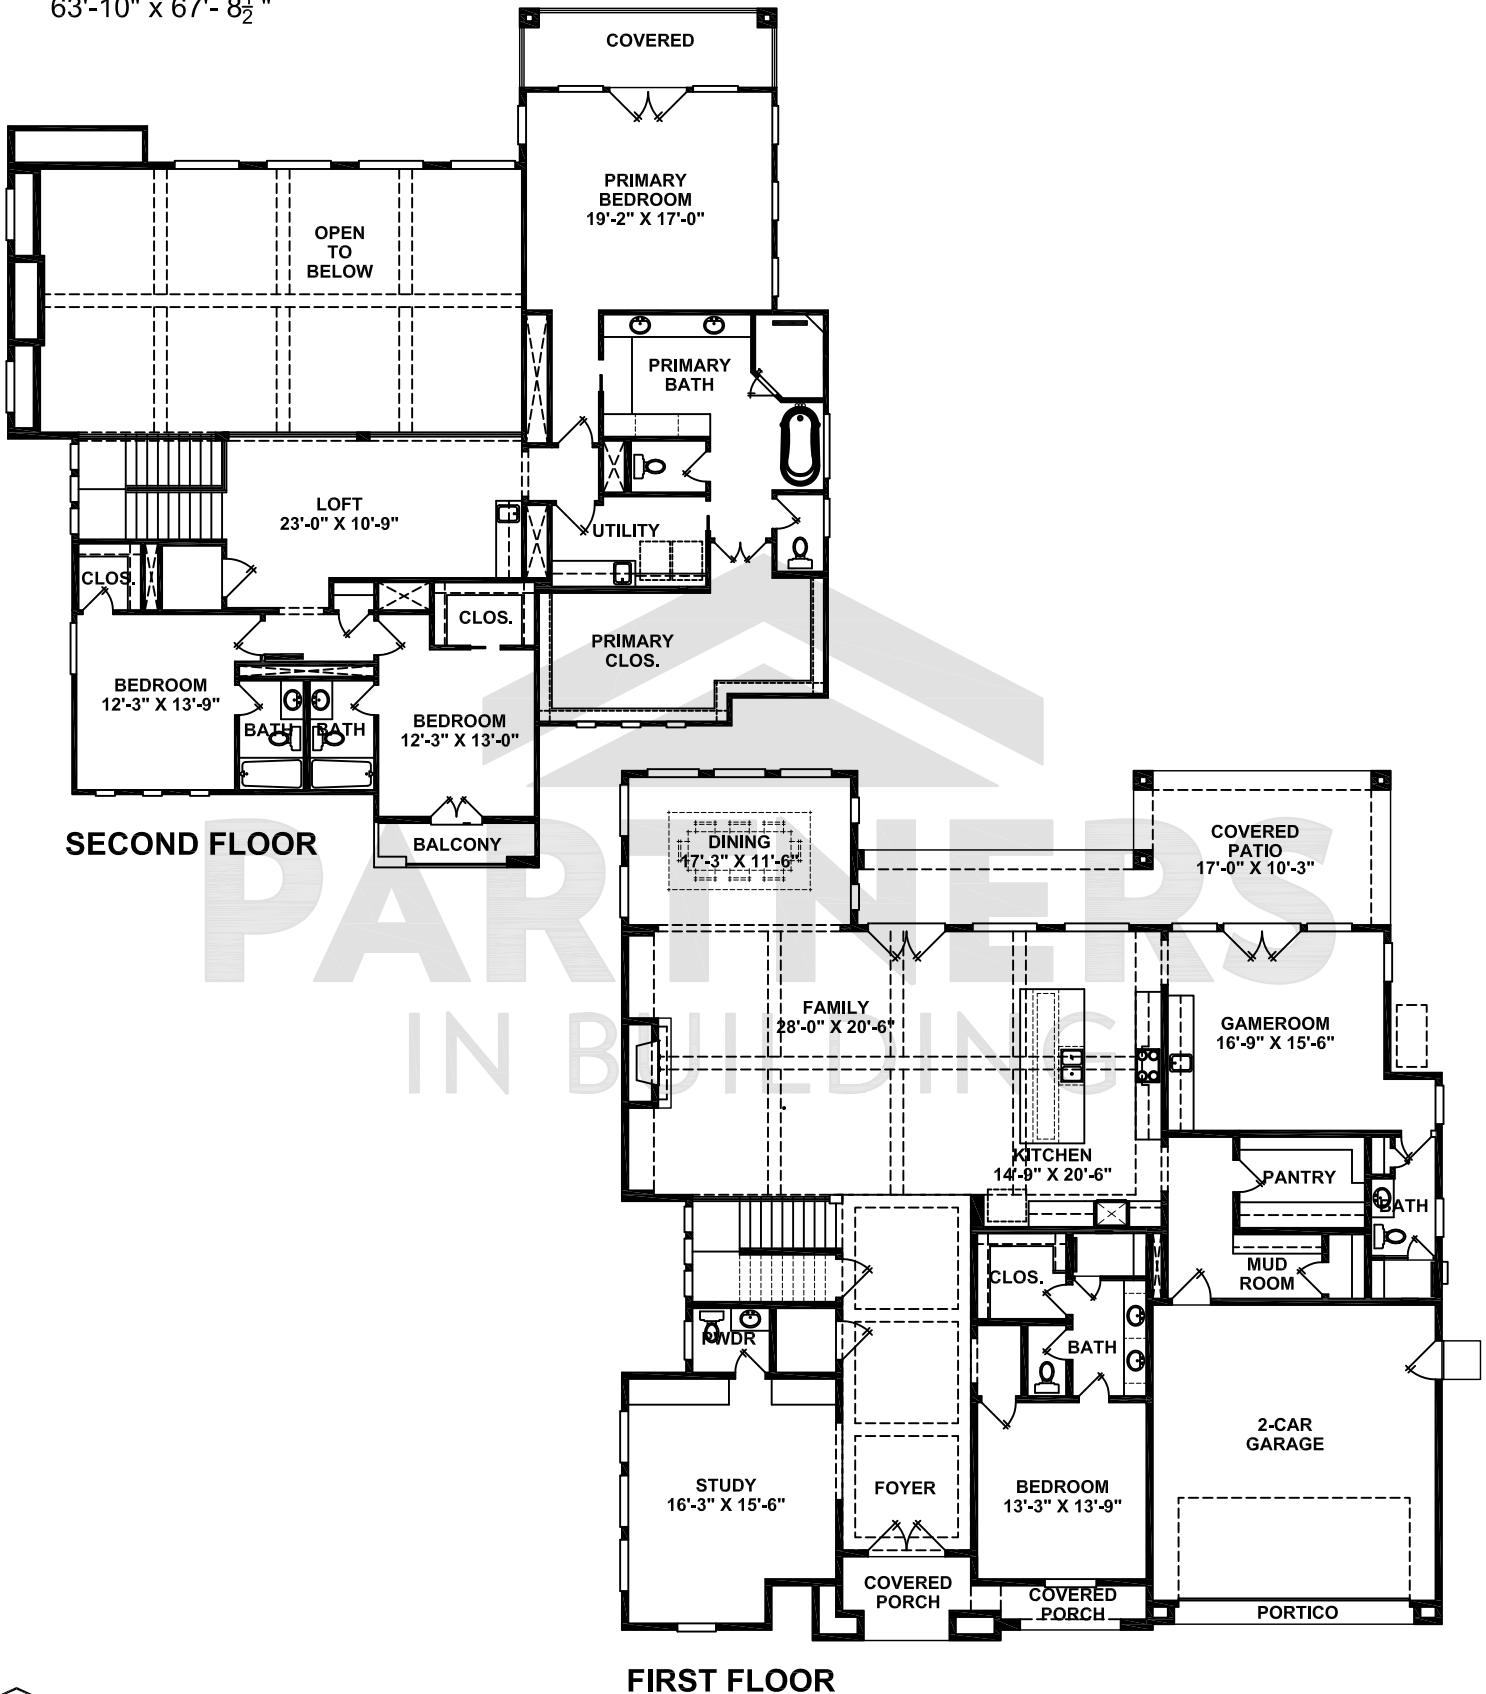 63'-10" x 67'- 8½ "
COVERED
PRIMARY
BEDROOM
19'-2" X 17'-0"
OPEN
TO
BELOW
PRIMARY
BATH
LOFT
23'-0" X 10'-9"
UTILITY
CLOS.
CLOS.
PRIMARY
CLOS.
BEDROOM
12'-3" X 13'-9"
BATH
BATH
BEDROOM
12'-3" X 13'-0"
BALCONY
SECOND FLOOR
PARTNERS
IN BUILDING
DINING
17'-3" X 11'-6"
COVERED
PATIO
17'-0" X 10'-3"
FAMILY
28'-0" X 20'-6"
GAMEROOM
16'-9" X 15'-6"
KITCHEN
14'-9" X 20'-6"
PANTRY
BATH
MUD
ROOM
CLOS.
PWDR
BATH
2-CAR
GARAGE
STUDY
16'-3" X 15'-6"
FOYER
BEDROOM
13'-3" X 13'-9"
COVERED
PORCH
COVERED
PORCH
PORTICO
FIRST FLOOR